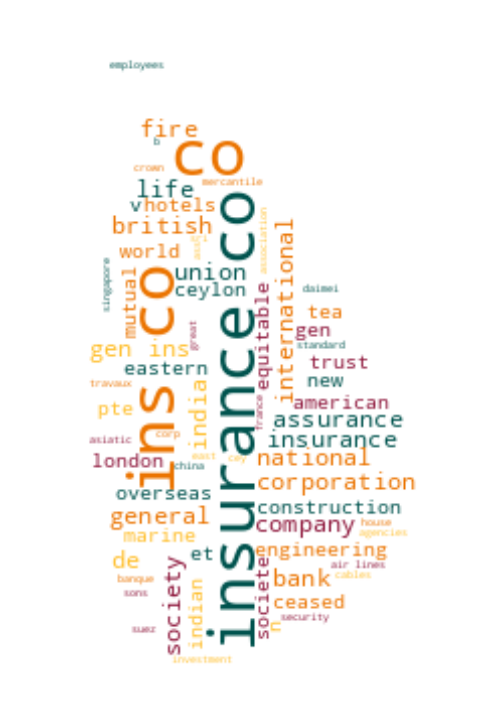 employees
fire
b
co
crown
mercantile
life
v
hotels
co
british
association
world
international
singapore
mutual
union
ins co
ceylon
daimei
equitable
tea
great
gen
gen ins
standard
eastern
trust
travaux
new
india
american
pte
france
assurance
corp
asiatic
insurance
east
cey
london
china
national
overseas
corporation
insurance
general
construction
company
house
marine
agencies
et
engineering
de
air lines
society
societe
bank
cables
banque
sons
indian
ceased
security
n
suez
investment